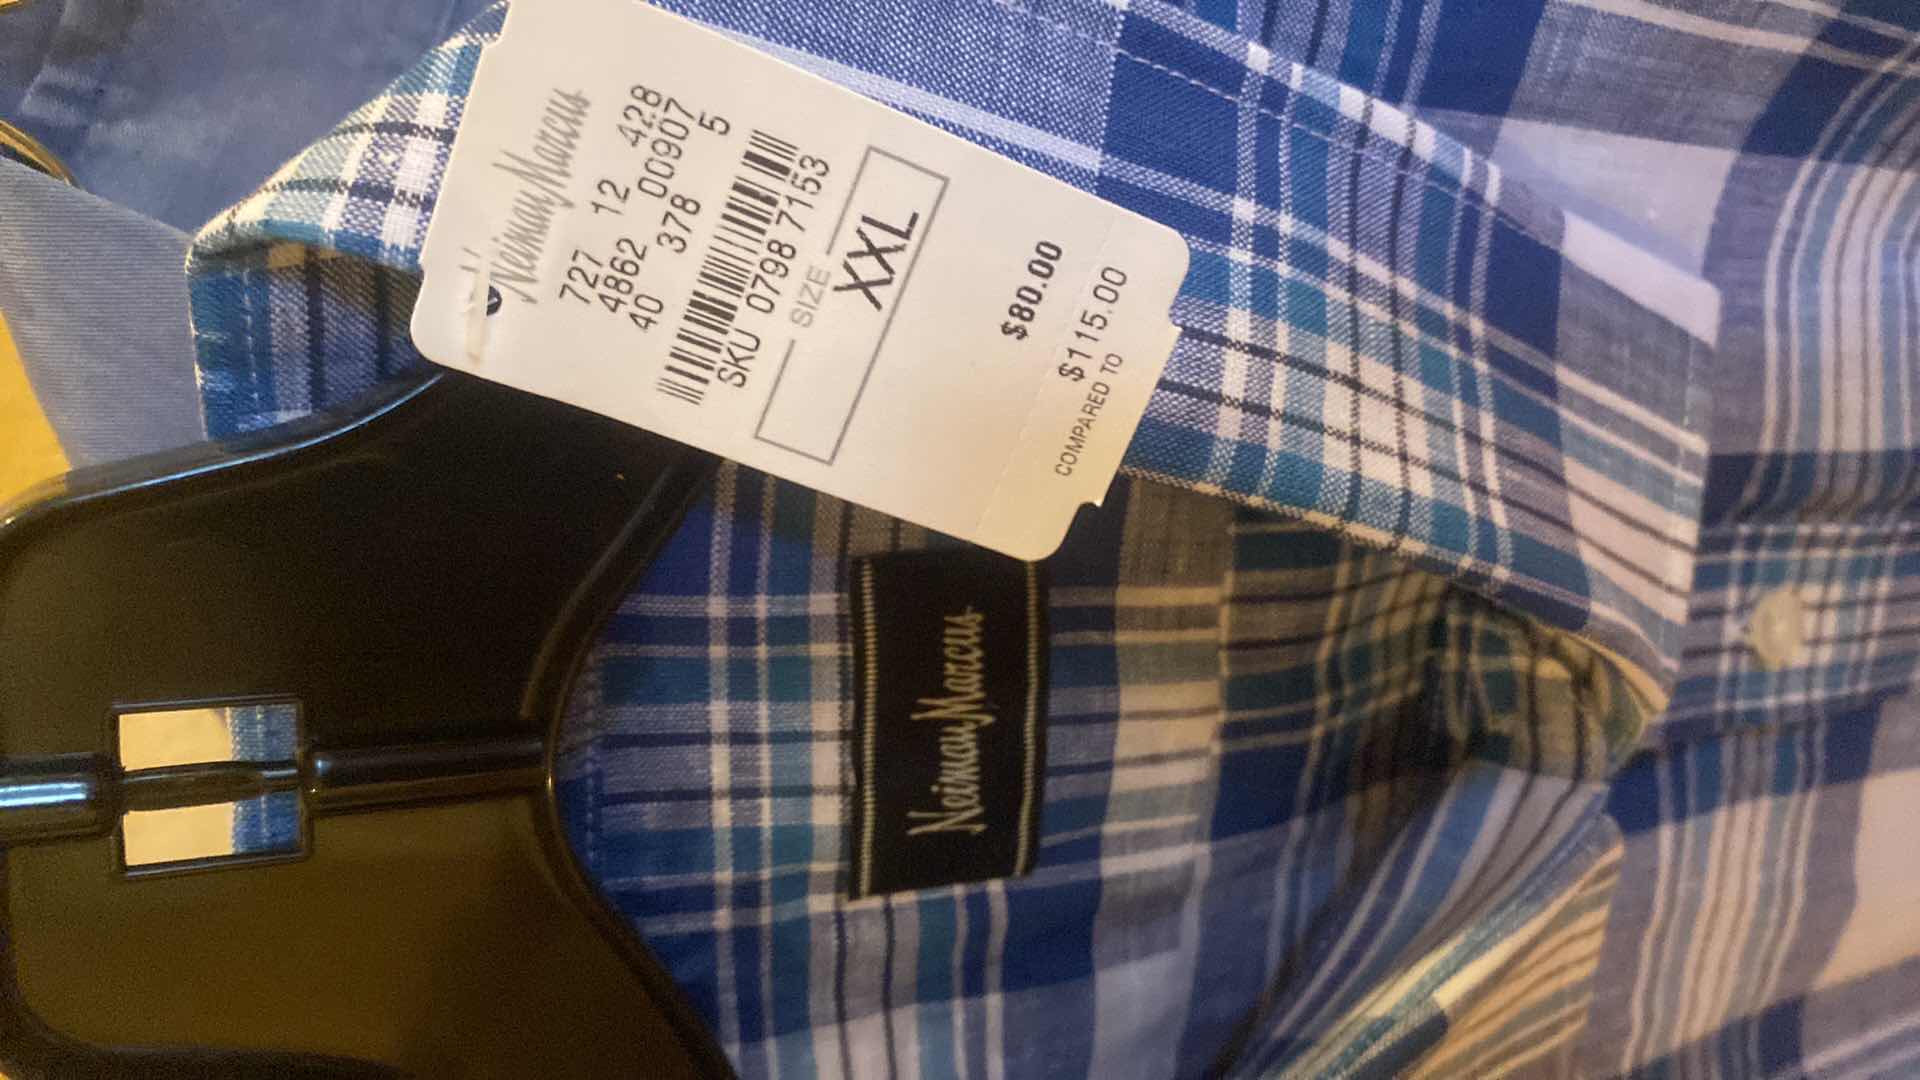 Neiman Marcus
727 12 428
4862 00907
40 378 5
SKU 0798 7153
SIZE
XXL
$80.00
$115.00
COMPARED TO
Neiman Marcus